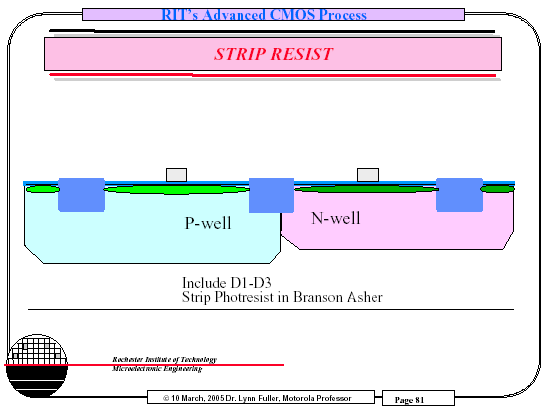 RIT's Advanced CMOS Process
STRIP RESIST
P-well
N-well
Include D1-D3
Strip Photresist in Branson Asher
Rochester Institute of Technology
Microelectronic Engineering
© 10 March, 2005 Dr. Lynn Fuller, Motorola Professor
Page 81